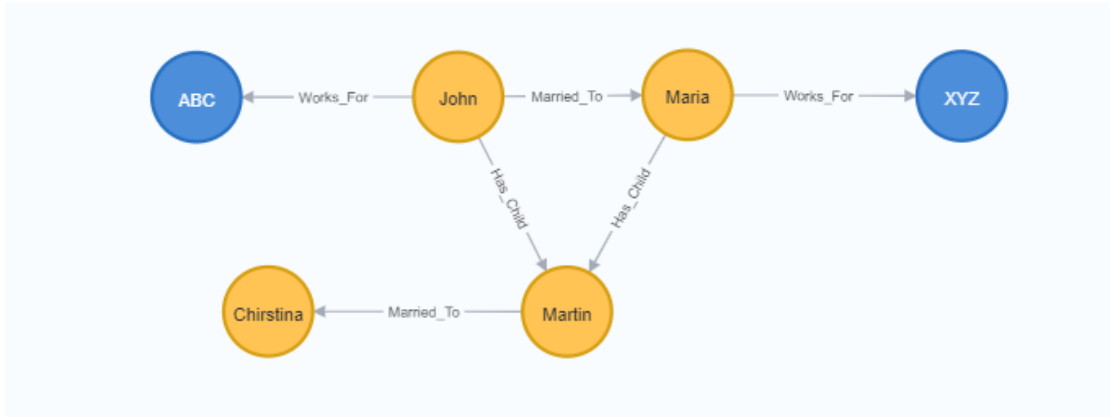 ABC
Works_For
John
Married_To
Maria
Works_For
XYZ
Has_Child
Has_Child
Chirstina
Married_To
Martin